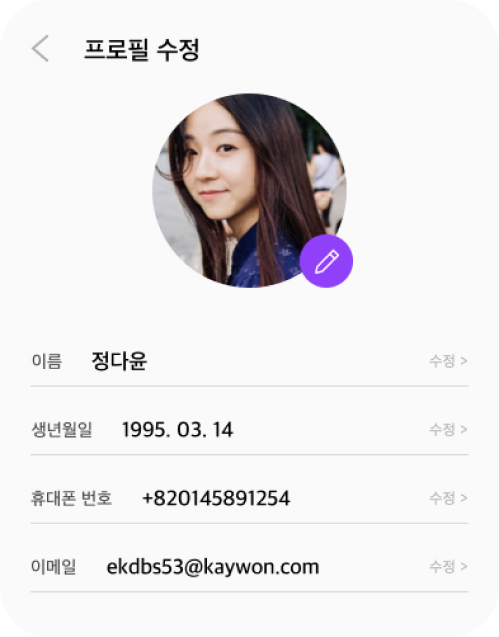 프로필 수정
이름 정다윤 수정 >
생년월일 1995. 03. 14 수정 >
휴대폰 번호 +820145891254 수정 >
이메일 ekdbs53@kaywon.com 수정 >